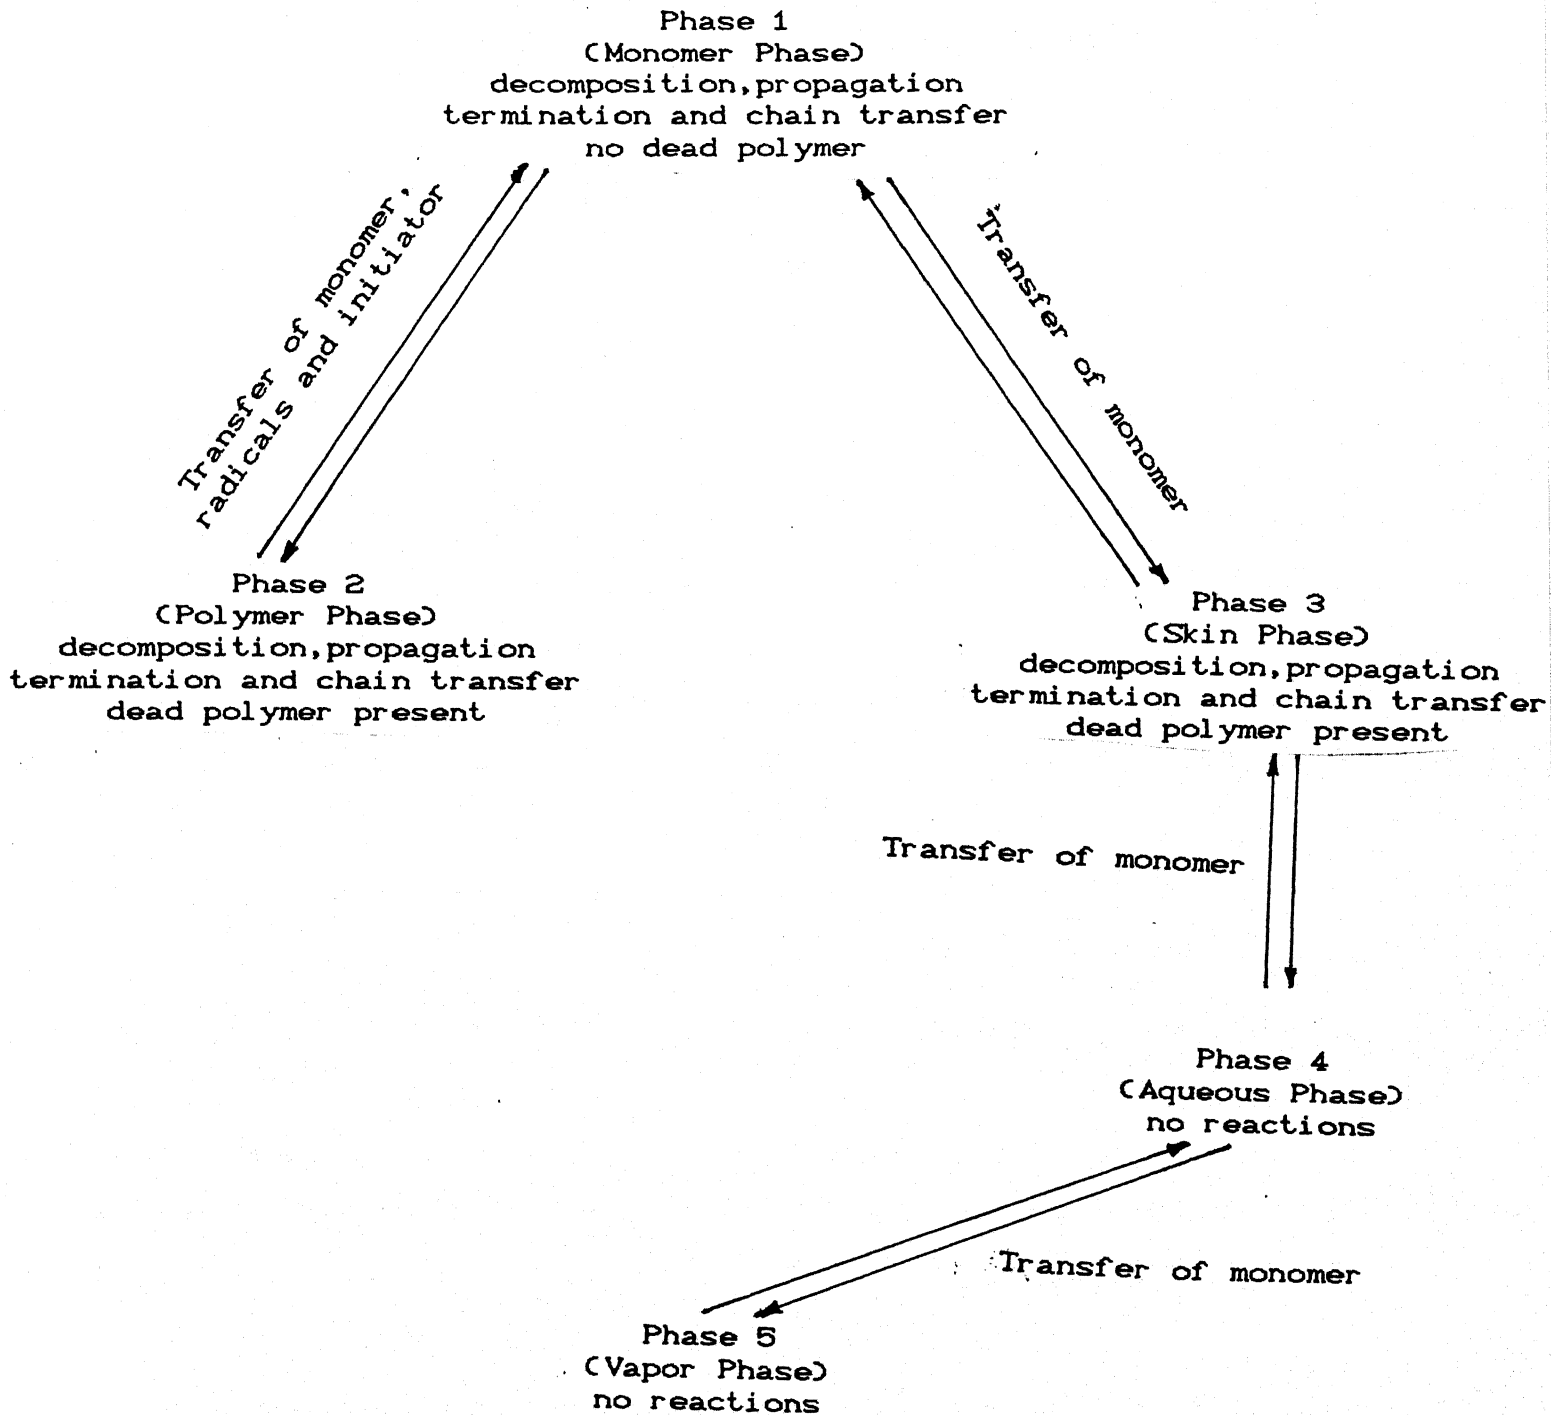 Phase 1
(Monomer Phase)
decomposition,propagation
termination and chain transfer
no dead polymer
Transfer of monomer,
radicals and initiator
Transfer of monomer
Phase 2
(Polymer Phase)
decomposition,propagation
termination and chain transfer
dead polymer present
Phase 3
(Skin Phase)
decomposition,propagation
termination and chain transfer
dead polymer present
Transfer of monomer
Phase 4
(Aqueous Phase)
no reactions
Transfer of monomer
Phase 5
(Vapor Phase)
no reactions